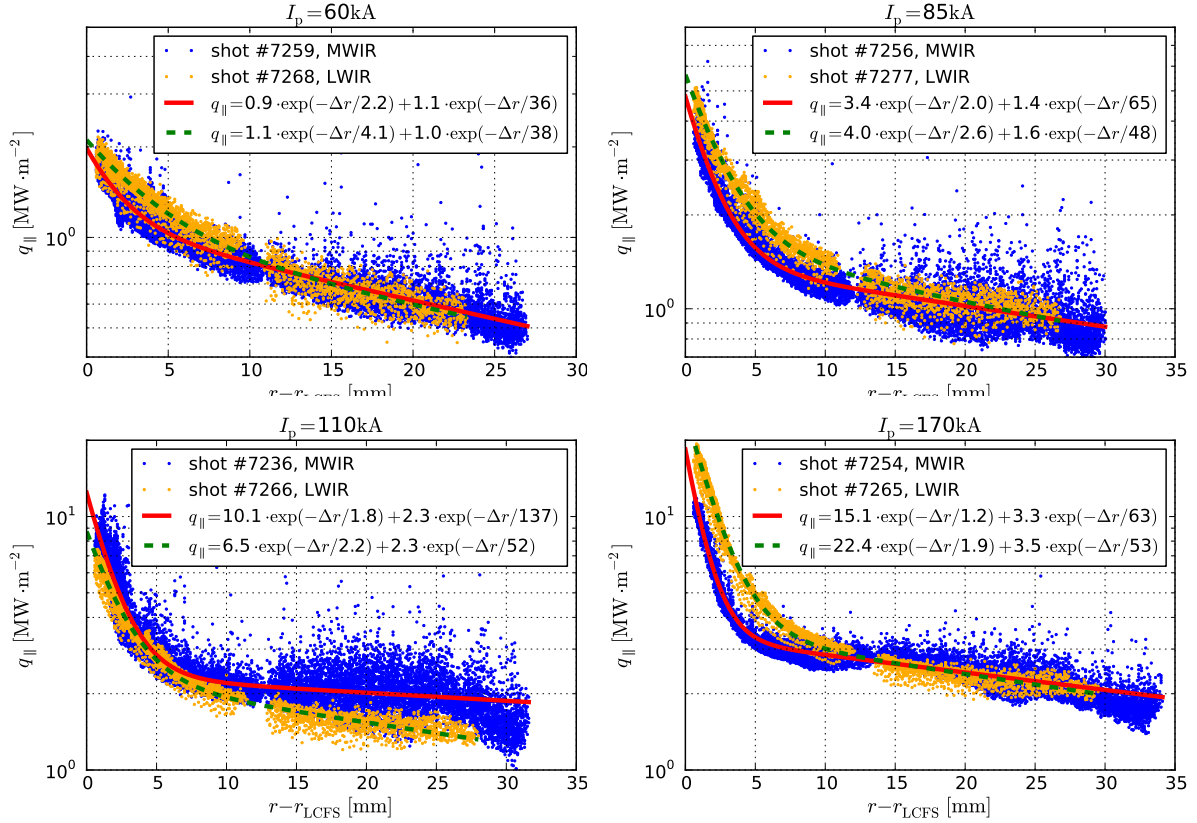 I_p=60kA
shot #7259, MWIR
shot #7268, LWIR
q_∥=0.9·exp(−Δr/2.2)+1.1·exp(−Δr/36)
q_∥=1.1·exp(−Δr/4.1)+1.0·exp(−Δr/38)
q_∥ [MW·m^{−2}]
10^0
0 5 10 15 20 25 30
r−r_LCFS [mm]
I_p=85kA
shot #7256, MWIR
shot #7277, LWIR
q_∥=3.4·exp(−Δr/2.0)+1.4·exp(−Δr/65)
q_∥=4.0·exp(−Δr/2.6)+1.6·exp(−Δr/48)
q_∥ [MW·m^{−2}]
10^0
0 5 10 15 20 25 30 35
r−r_LCFS [mm]
I_p=110kA
shot #7236, MWIR
shot #7266, LWIR
q_∥=10.1·exp(−Δr/1.8)+2.3·exp(−Δr/137)
q_∥=6.5·exp(−Δr/2.2)+2.3·exp(−Δr/52)
q_∥ [MW·m^{−2}]
10^1
10^0
0 5 10 15 20 25 30 35
r−r_LCFS [mm]
I_p=170kA
shot #7254, MWIR
shot #7265, LWIR
q_∥=15.1·exp(−Δr/1.2)+3.3·exp(−Δr/63)
q_∥=22.4·exp(−Δr/1.9)+3.5·exp(−Δr/53)
q_∥ [MW·m^{−2}]
10^1
10^0
0 5 10 15 20 25 30 35
r−r_LCFS [mm]